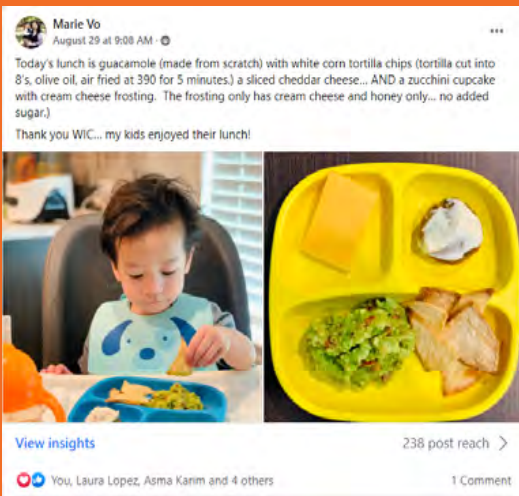 Marie Vo
August 29 at 9:08 AM ·
Today's lunch is guacamole (made from scratch) with white corn tortilla chips (tortilla cut into
8's, olive oil, air fried at 390 for 5 minutes.) a sliced cheddar cheese... AND a zucchini cupcake
with cream cheese frosting. The frosting only has cream cheese and honey only... no added
sugar.)
Thank you WIC... my kids enjoyed their lunch!
View insights
238 post reach >
You, Laura Lopez, Asma Karim and 4 others
1 Comment